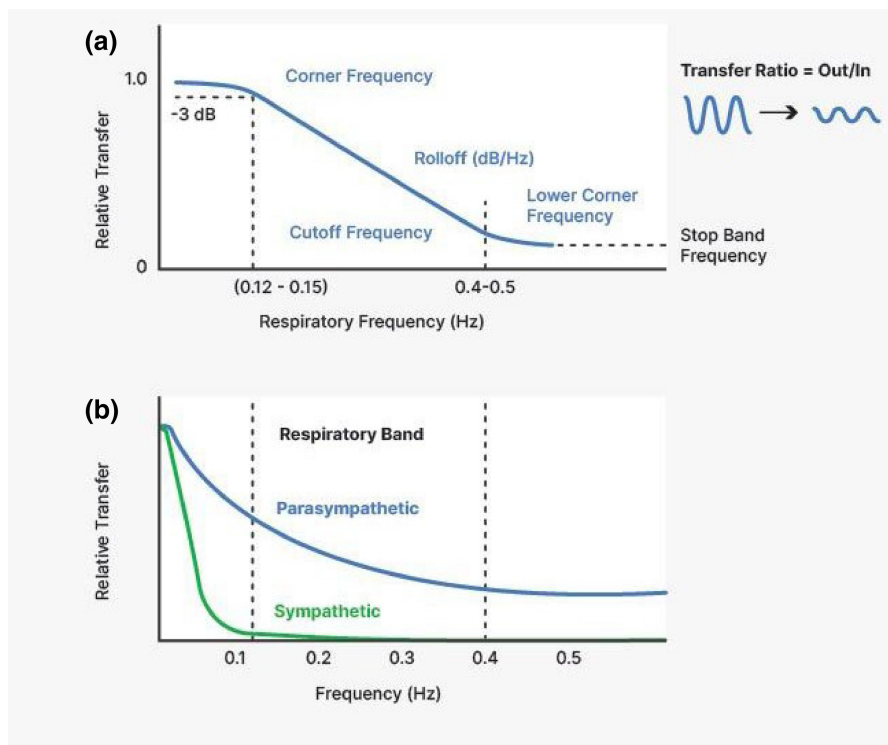 (a)
1.0
Corner Frequency
-3 dB
Relative Transfer
Rolloff (dB/Hz)
Lower Corner
Frequency
Cutoff Frequency
0
(0.12 - 0.15)
0.4-0.5
Respiratory Frequency (Hz)
Transfer Ratio = Out/In
Stop Band
Frequency
(b)
Respiratory Band
Relative Transfer
Parasympathetic
Sympathetic
0.1
0.2
0.3
0.4
0.5
Frequency (Hz)